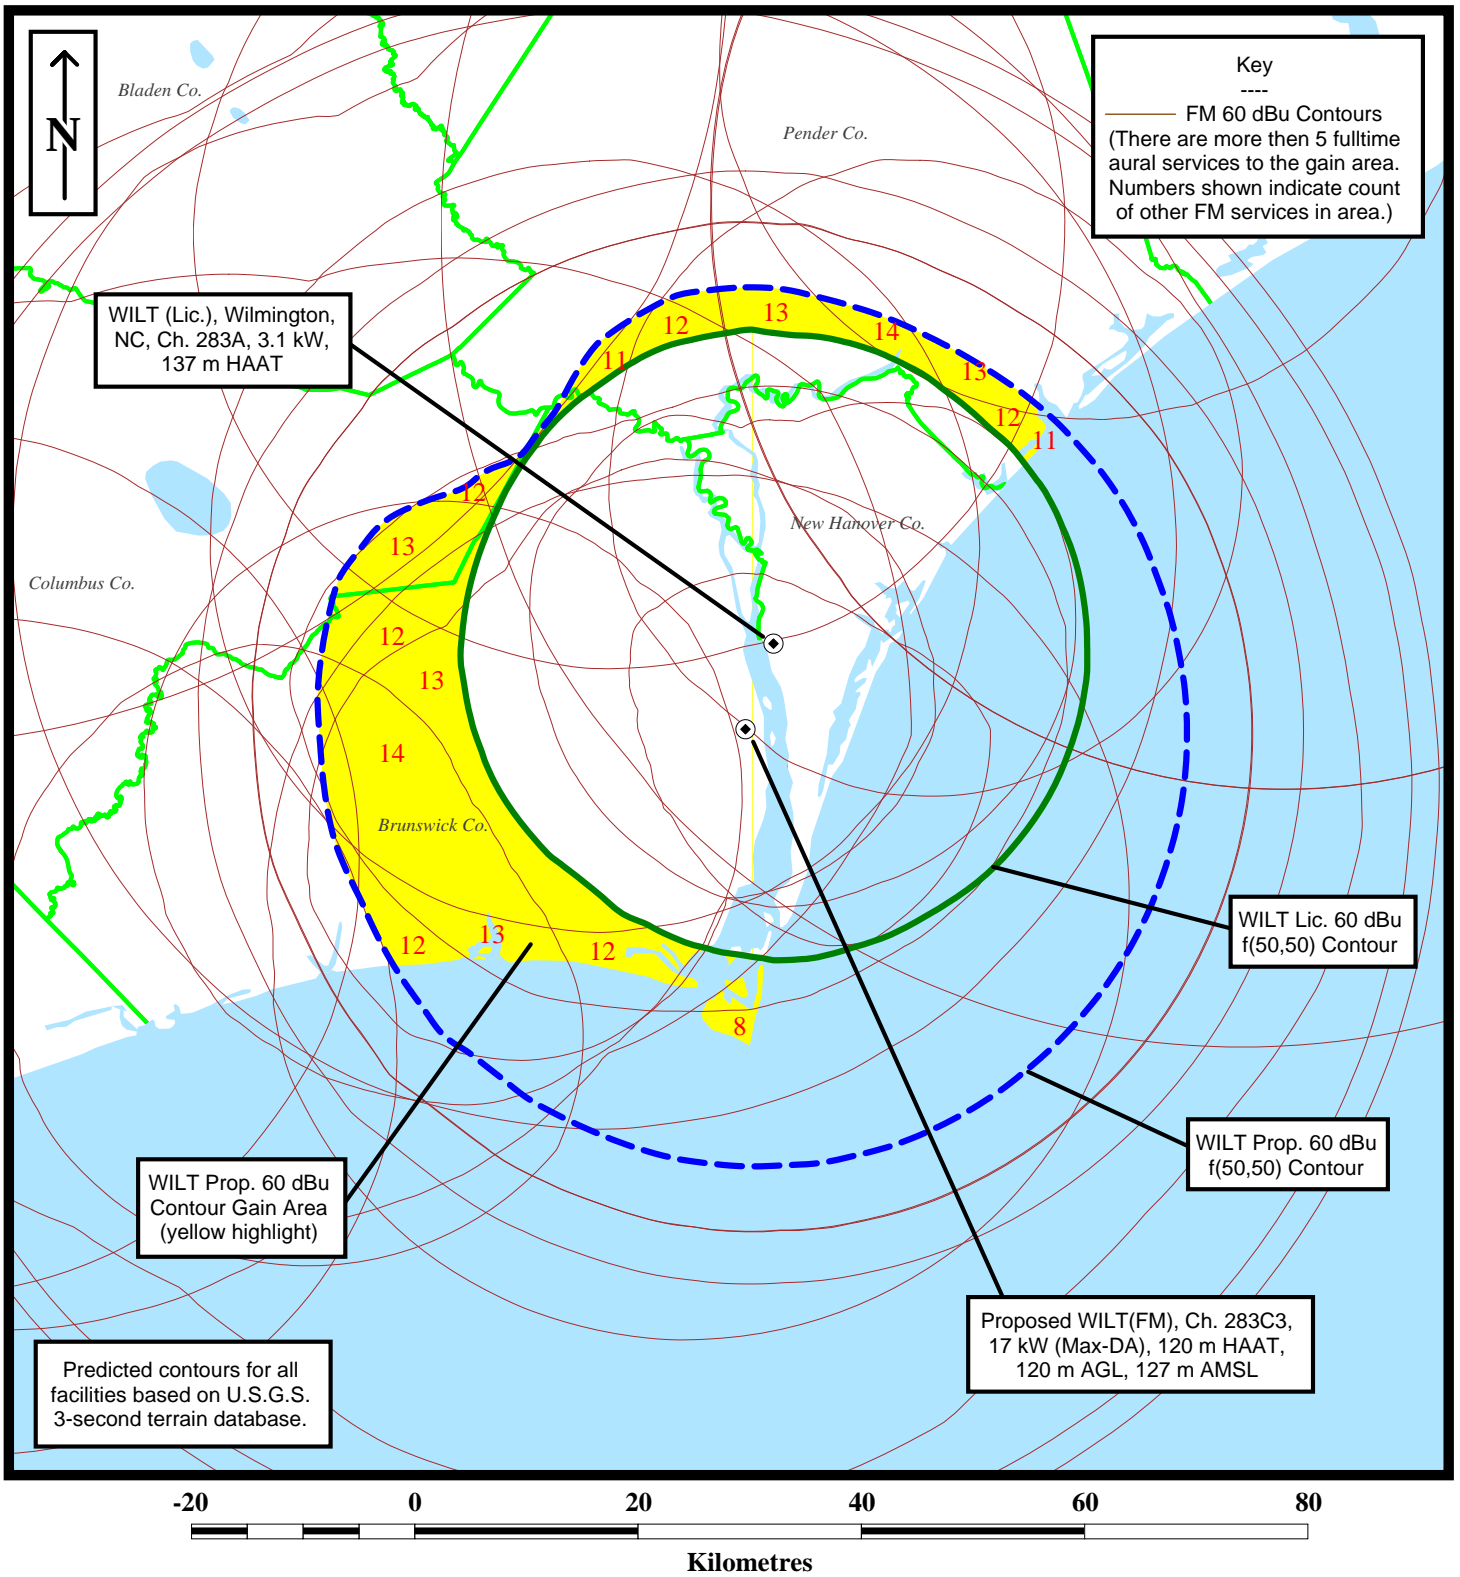 N
Bladen Co.
Pender Co.
Key
----
FM 60 dBu Contours
(There are more then 5 fulltime
aural services to the gain area.
Numbers shown indicate count
of other FM services in area.)
WILT (Lic.), Wilmington,
NC, Ch. 283A, 3.1 kW,
137 m HAAT
13
12
14
11
13
12
11
12
13
New Hanover Co.
Columbus Co.
12
13
14
Brunswick Co.
12
13
12
8
WILT Lic. 60 dBu
f(50,50) Contour
WILT Prop. 60 dBu
f(50,50) Contour
WILT Prop. 60 dBu
Contour Gain Area
(yellow highlight)
Proposed WILT(FM), Ch. 283C3,
17 kW (Max-DA), 120 m HAAT,
120 m AGL, 127 m AMSL
Predicted contours for all
facilities based on U.S.G.S.
3-second terrain database.
-20 0 20 40 60 80
Kilometres